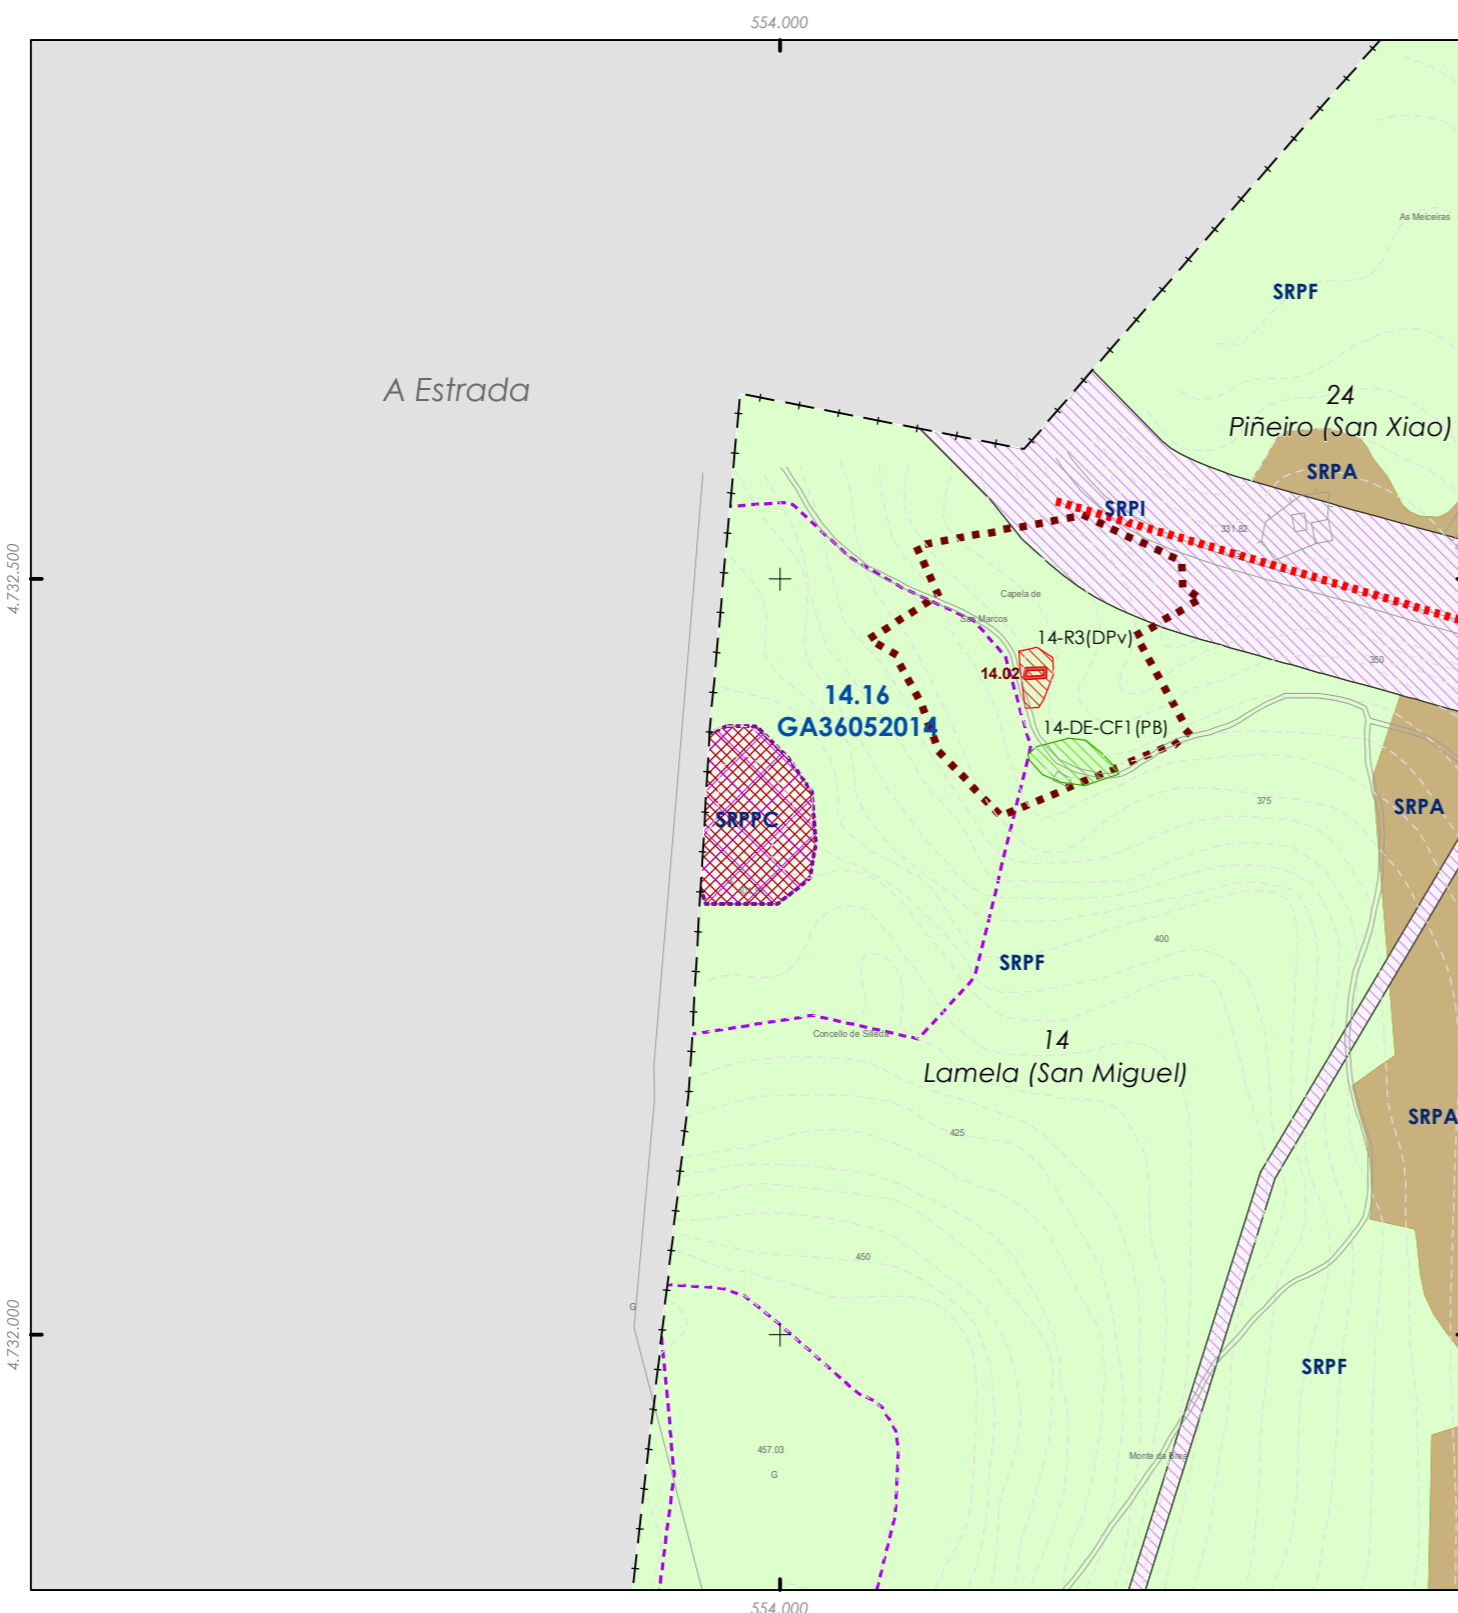 554.000
As Meiceiras
SRPF
A Estrada
24
Piñeiro (San Xiao)
SRPA
SRPI
331.82
4.732.500
Capela de
San Marcos
14-R3(DPv)
350
14.02
14.16
GA36052014
14-DE-CF1(PB)
375
SRPA
SRPPC
400
SRPF
Concello de Silleda
14
Lamela (San Miguel)
SRPA
425
450
G
4.732.000
SRPF
457.03
G
Monte da Brea
554.000